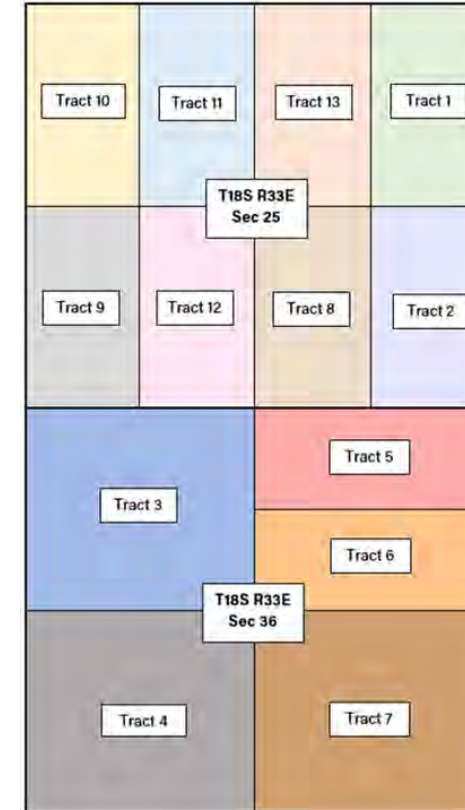 Tract 10
Tract 11
Tract 13
Tract 1
T18S R33E
Sec 25
Tract 9
Tract 12
Tract 8
Tract 2
Tract 5
Tract 3
Tract 6
T18S R33E
Sec 36
Tract 4
Tract 7